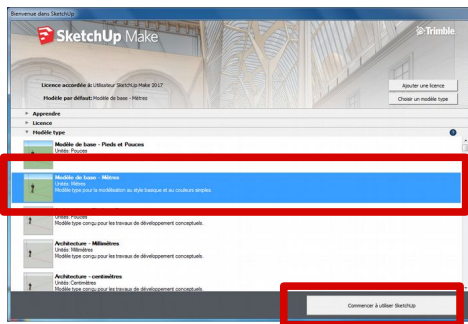 Bienvenue dans SketchUp
SketchUp Make
Trimble
Licence accordée à: Utilisateur SketchUp Make 2017
Ajouter une licence
Modèle par défaut: Modèle de base - Mètres
Choisir un modèle type
Apprendre
Licence
Modèle type
Modèle de base - Pieds et Pouces
Unités: Pouces
Modèle de base - Mètres
Unités: Mètres
Modèle type pour la modélisation au style basique et au couleurs simples.
Unités: Pouces
Modèle type conçu pour les travaux de développement conceptuels.
Architecture - Millimètres
Unités: Millimètres
Modèle type conçu pour les travaux de développement conceptuels.
Architecture - centimètres
Unités: Centimètres
Modèle type conçu pour les travaux de développement conceptuels.
Commencer à utiliser SketchUp